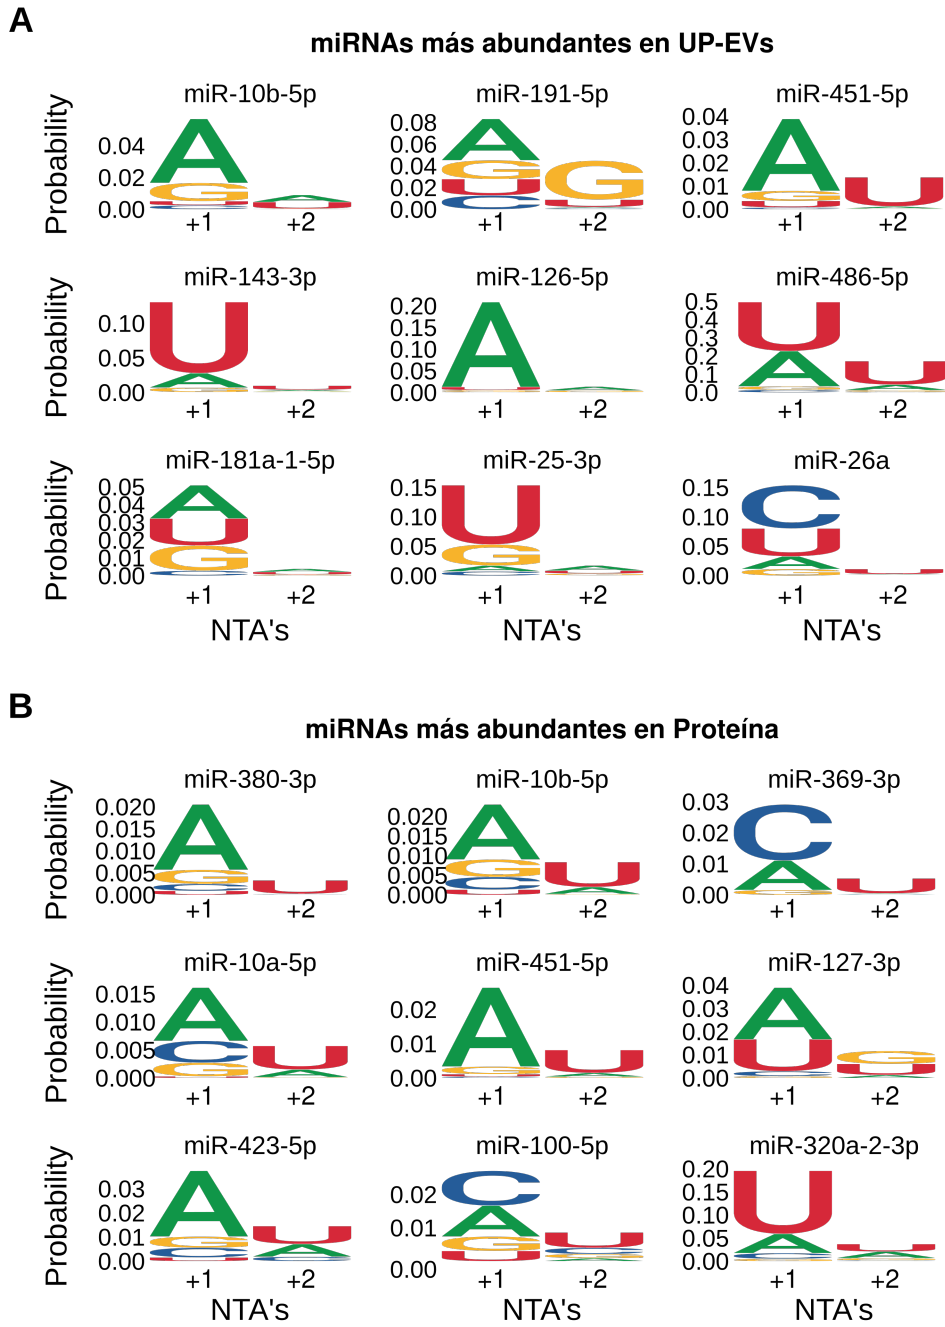 A
miRNAs más abundantes en UP-EVs
miR-10b-5p miR-191-5p miR-451-5p
Probability
0.04
0.02
0.00
A G U C
A U
+1 +2
0.08
0.06
0.04
0.02
0.00
A G U C
G U
+1 +2
0.04
0.03
0.02
0.01
0.00
A G U
U
+1 +2
miR-143-3p miR-126-5p miR-486-5p
Probability
0.10
0.05
0.00
U A G
U
+1 +2
0.20
0.15
0.10
0.05
0.00
A U
A
+1 +2
0.5
0.4
0.3
0.2
0.1
0.0
U A G C
U A
+1 +2
miR-181a-1-5p miR-25-3p miR-26a
Probability
0.05
0.04
0.03
0.02
0.01
0.00
A U G C
A U
+1 +2
NTA's
0.15
0.10
0.05
0.00
U G A C
A U G
+1 +2
NTA's
0.15
0.10
0.05
0.00
C U A G
U
+1 +2
NTA's
B
miRNAs más abundantes en Proteína
miR-380-3p miR-10b-5p miR-369-3p
Probability
0.020
0.015
0.010
0.005
0.000
A G C U
U
+1 +2
0.020
0.015
0.010
0.005
0.000
A G C U
U A
+1 +2
0.03
0.02
0.01
0.00
C A G
U
+1 +2
miR-10a-5p miR-451-5p miR-127-3p
Probability
0.015
0.010
0.005
0.000
A C G U
U A
+1 +2
0.02
0.01
0.00
A G U
U A
+1 +2
0.04
0.03
0.02
0.01
0.00
A U C G
G U A
+1 +2
miR-423-5p miR-100-5p miR-320a-2-3p
Probability
0.03
0.02
0.01
0.00
A G C U
U A C
+1 +2
NTA's
0.02
0.01
0.00
C A G U
U C G A
+1 +2
NTA's
0.20
0.15
0.10
0.05
0.00
U A C G
U A
+1 +2
NTA's